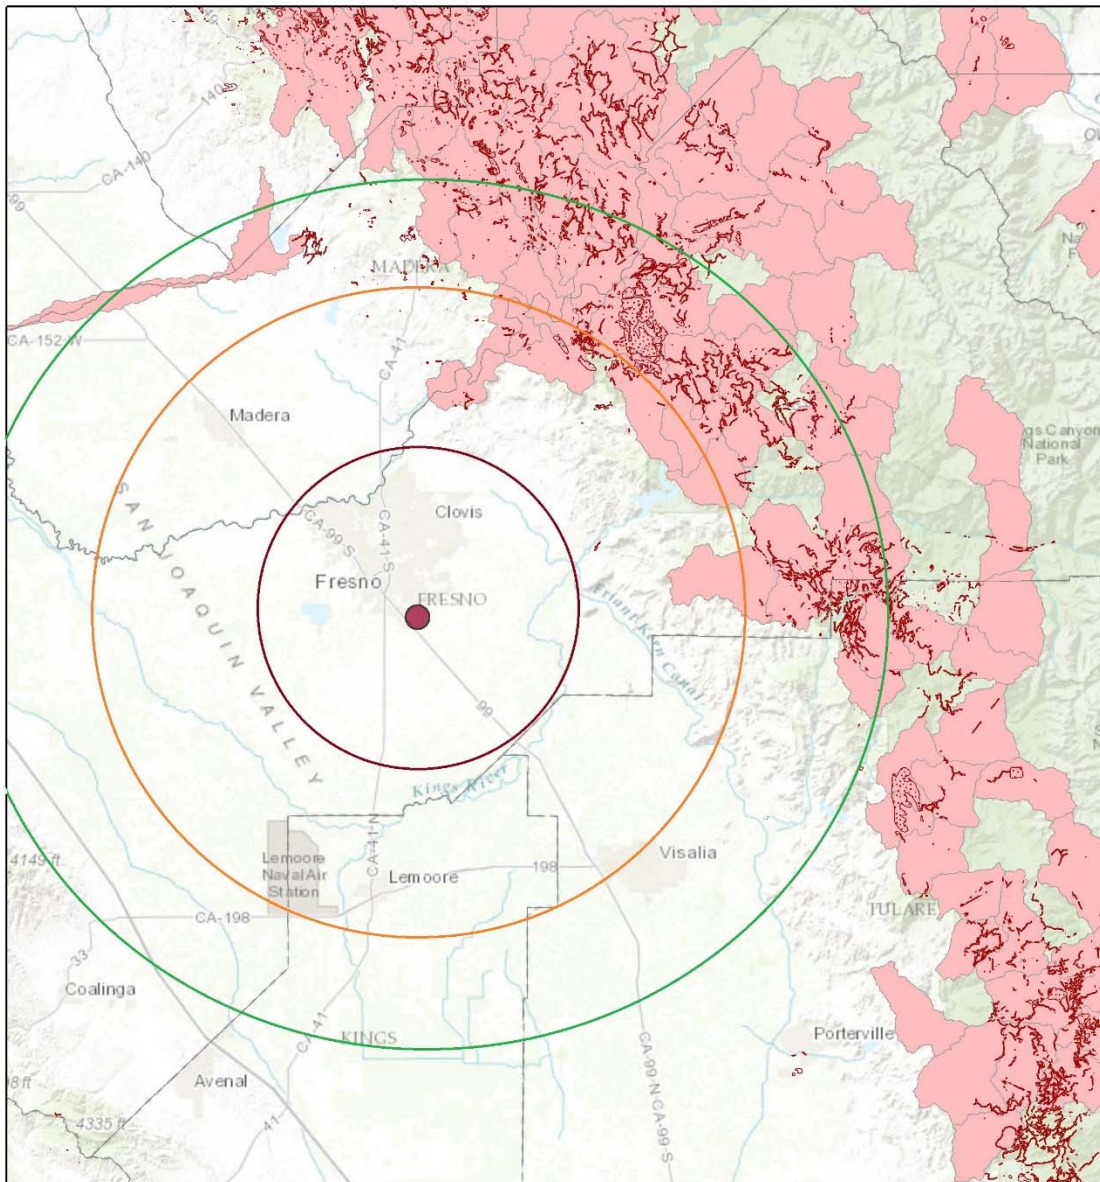 140
CA-140
99
MADERA
CA-152-W
CA-41
Madera
gs Canyon
National
Park
SAN JOAQUIN VALLEY
Clovis
CA-99-S
CA-41-S
Fresno
FRESNO
Friant Kern Canal
99
Kings River
4149 ft
Lemoore
Naval Air
Station
CA-41-N
Lemoore
198
Visalia
CA-198
TULARE
33
Coalinga
CA-41
KINGS
Porterville
Avenal
CA-99-N
CA-99-S
4335 ft
41